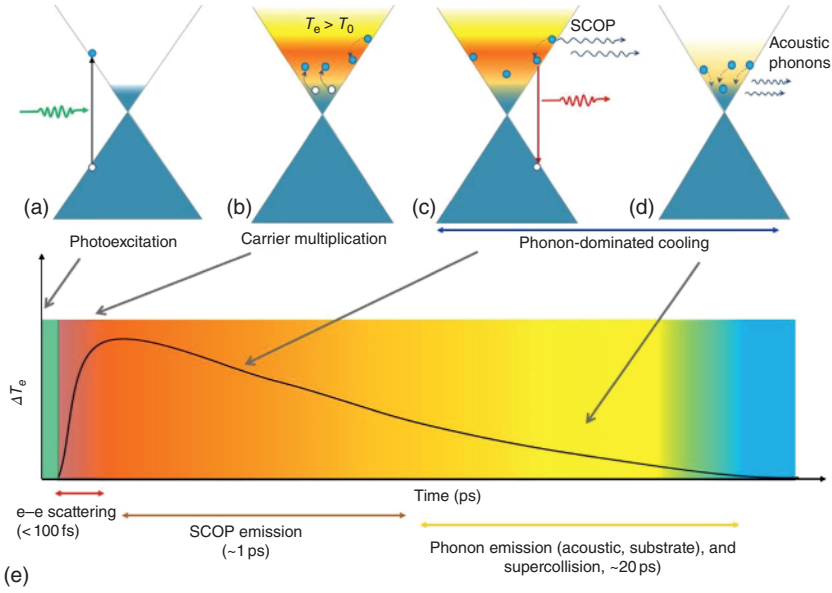 Tₑ > T₀
SCOP
Acoustic
phonons
(a)
(b)
(c)
(d)
Photoexcitation
Carrier multiplication
Phonon-dominated cooling
ΔTₑ
Time (ps)
e–e scattering
(< 100 fs)
SCOP emission
(~1 ps)
Phonon emission (acoustic, substrate), and
supercollision, ~20 ps)
(e)